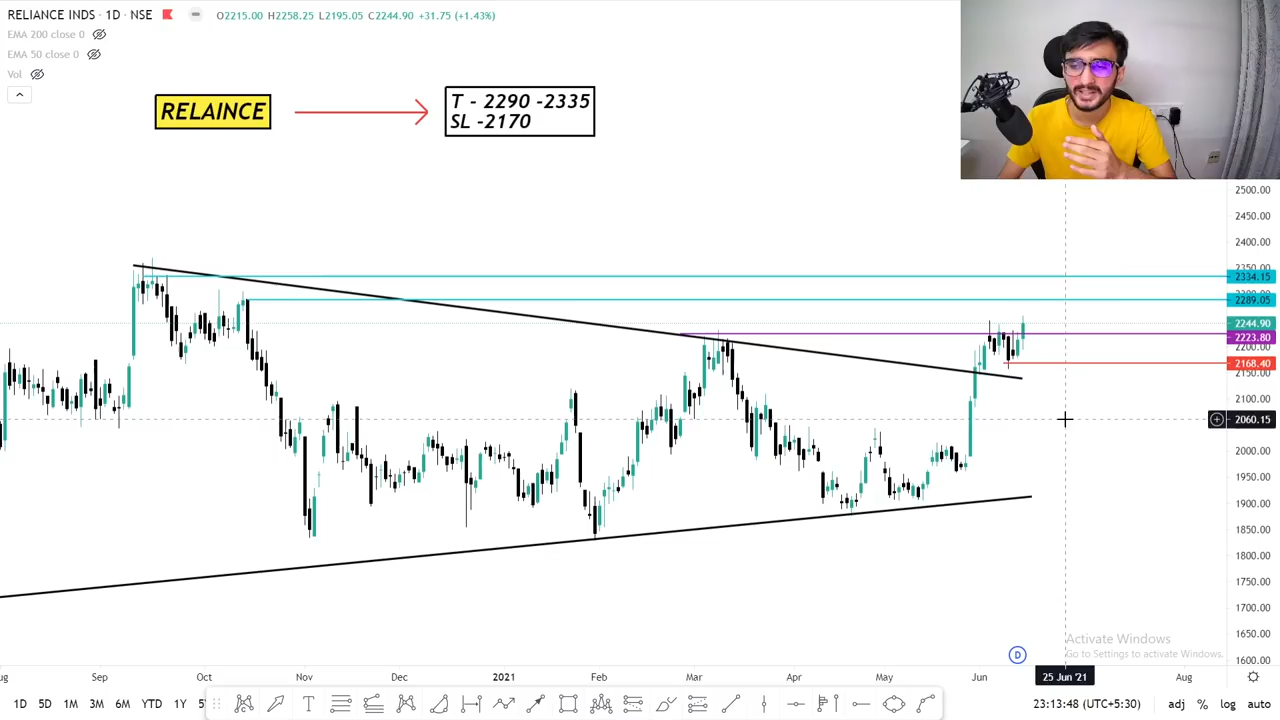 RELIANCE INDS · 1D · NSE
O2215.00 H2258.25 L2195.05 C2244.90 +31.75 (+1.43%)
EMA 200 close 0
EMA 50 close 0
Vol
RELAINCE
T - 2290 -2335
SL -2170
2500.00
2450.00
2400.00
2334.15
2289.05
2244.90
2223.80
2200.00
2168.40
2150.00
2100.00
2060.15
2000.00
1950.00
1900.00
1850.00
1800.00
1750.00
1700.00
1650.00
1600.00
Activate Windows
Go to Settings to activate Windows.
D
Sep Oct Nov Dec 2021 Feb Mar Apr May Jun 25 Jun '21 Aug
1D 5D 1M 3M 6M YTD 1Y
23:13:48 (UTC+5:30) adj % log auto